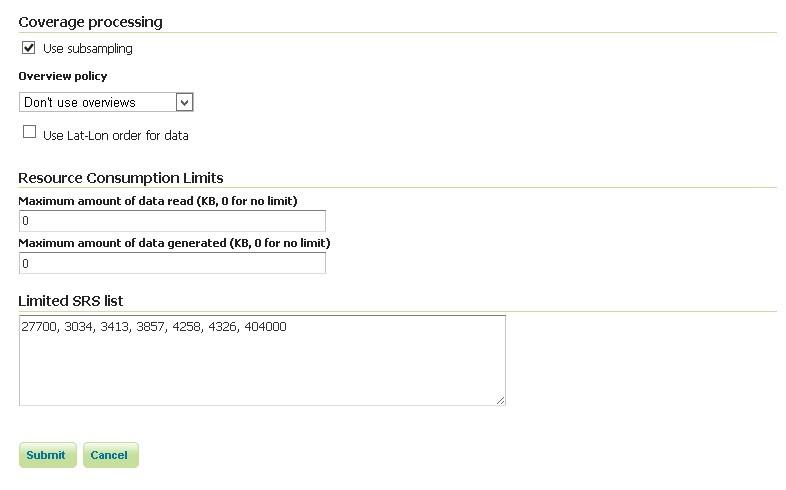 Coverage processing
Use subsampling
Overview policy
Don't use overviews
Use Lat-Lon order for data
Resource Consumption Limits
Maximum amount of data read (KB, 0 for no limit)
0
Maximum amount of data generated (KB, 0 for no limit)
0
Limited SRS list
27700, 3034, 3413, 3857, 4258, 4326, 404000
Submit Cancel